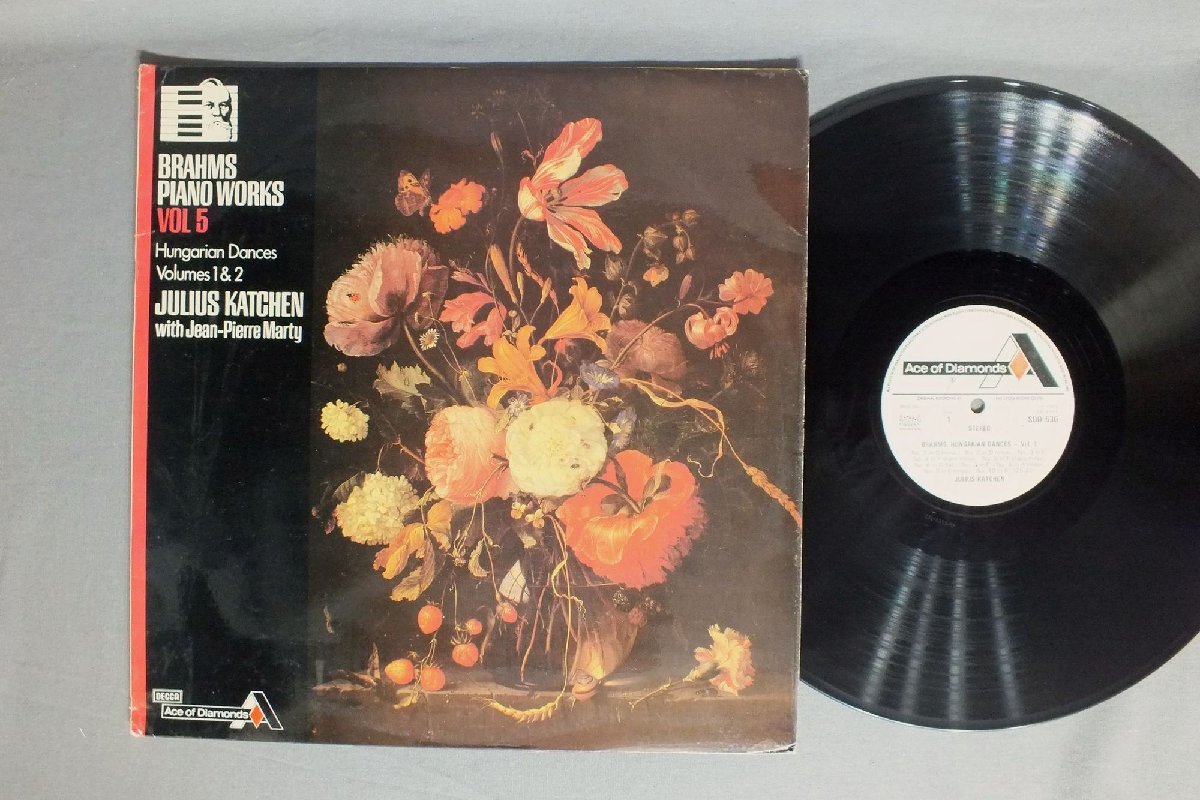 BRAHMS
PIANO WORKS
VOL 5
Hungarian Dances
Volumes 1 & 2
JULIUS KATCHEN
with Jean-Pierre Marty
DECCA
Ace of Diamonds
Ace of Diamonds
1
STEREO
BRAHMS: HUNGARIAN DANCES – Vol. 1
JULIUS KATCHEN